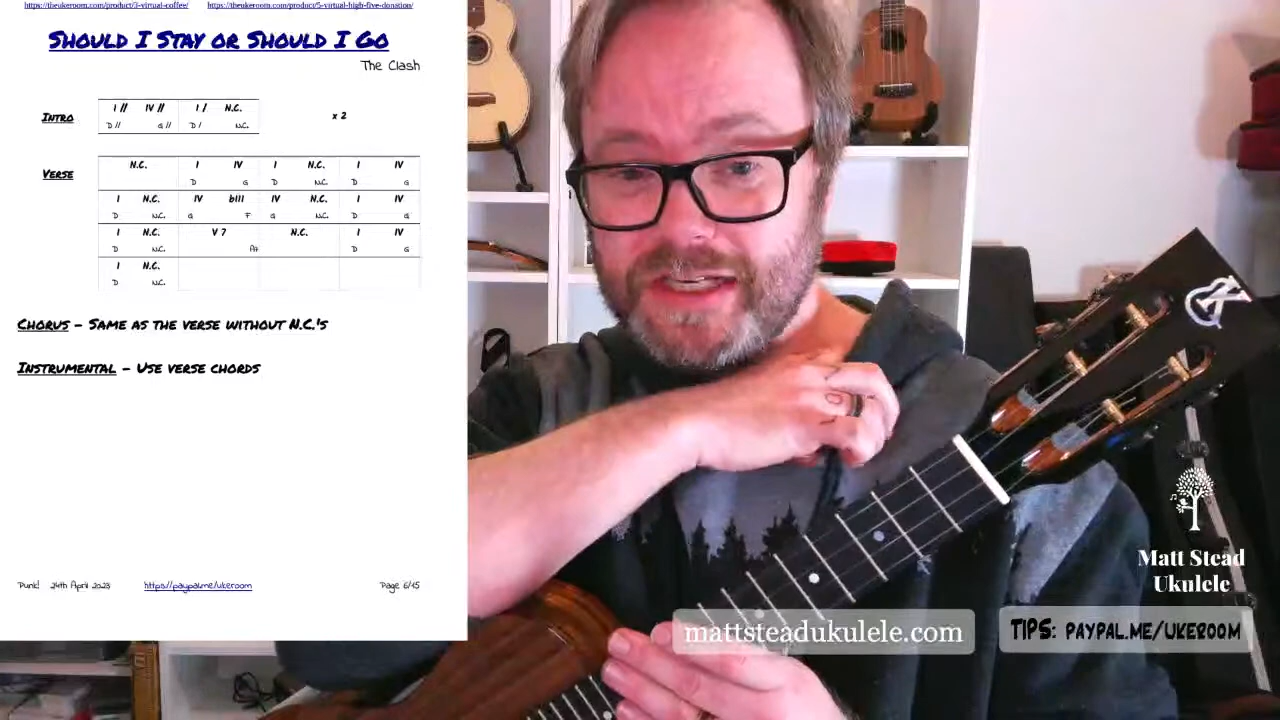 https://theukeroom.com/product/3-virtual-coffee/ https://theukeroom.com/product/5-virtual-high-five-donation/
Should I Stay or Should I Go
The Clash
Intro
I // IV // I / N.C. x 2
D // G // D / N.C.
Verse
N.C. I IV I N.C. I IV
D G D N.C. D G
I N.C. IV bIII IV N.C. I IV
D N.C. G F G N.C. D G
I N.C. V 7 N.C. I IV
D N.C. A7 D G
I N.C.
D N.C.
Chorus – Same as the verse without N.C.'s
Instrumental – Use verse chords
Punk! 24th April 2023 https://paypal.me/ukeroom Page 6/15
K
Matt Stead
Ukulele
mattsteadukulele.com
TIPS: PAYPAL.ME/UKEROOM